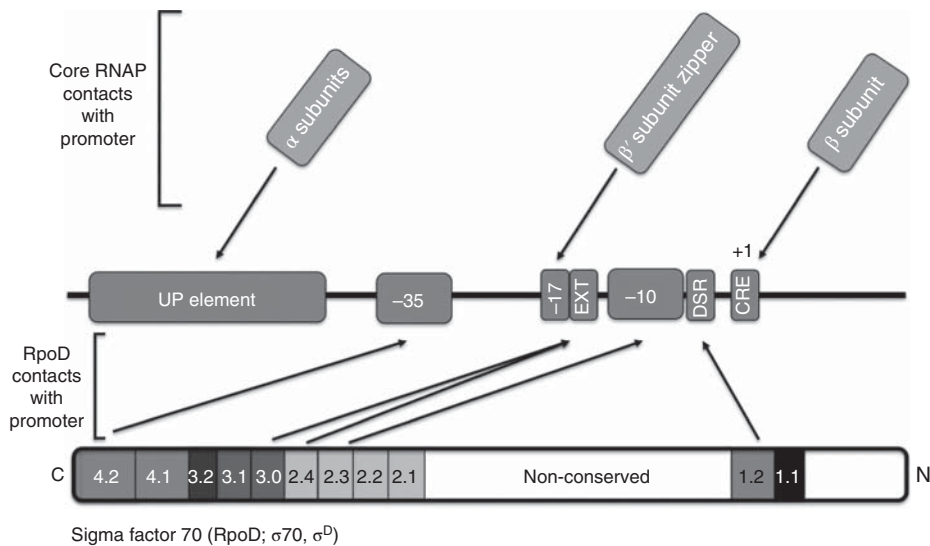 Core RNAP
contacts
with
promoter
α subunits
β′ subunit zipper
β subunit
+1
UP element
−35
−17
EXT
−10
DSR
CRE
RpoD
contacts
with
promoter
C
4.2
4.1
3.2
3.1
3.0
2.4
2.3
2.2
2.1
Non-conserved
1.2
1.1
N
Sigma factor 70 (RpoD; σ70, σᴰ)